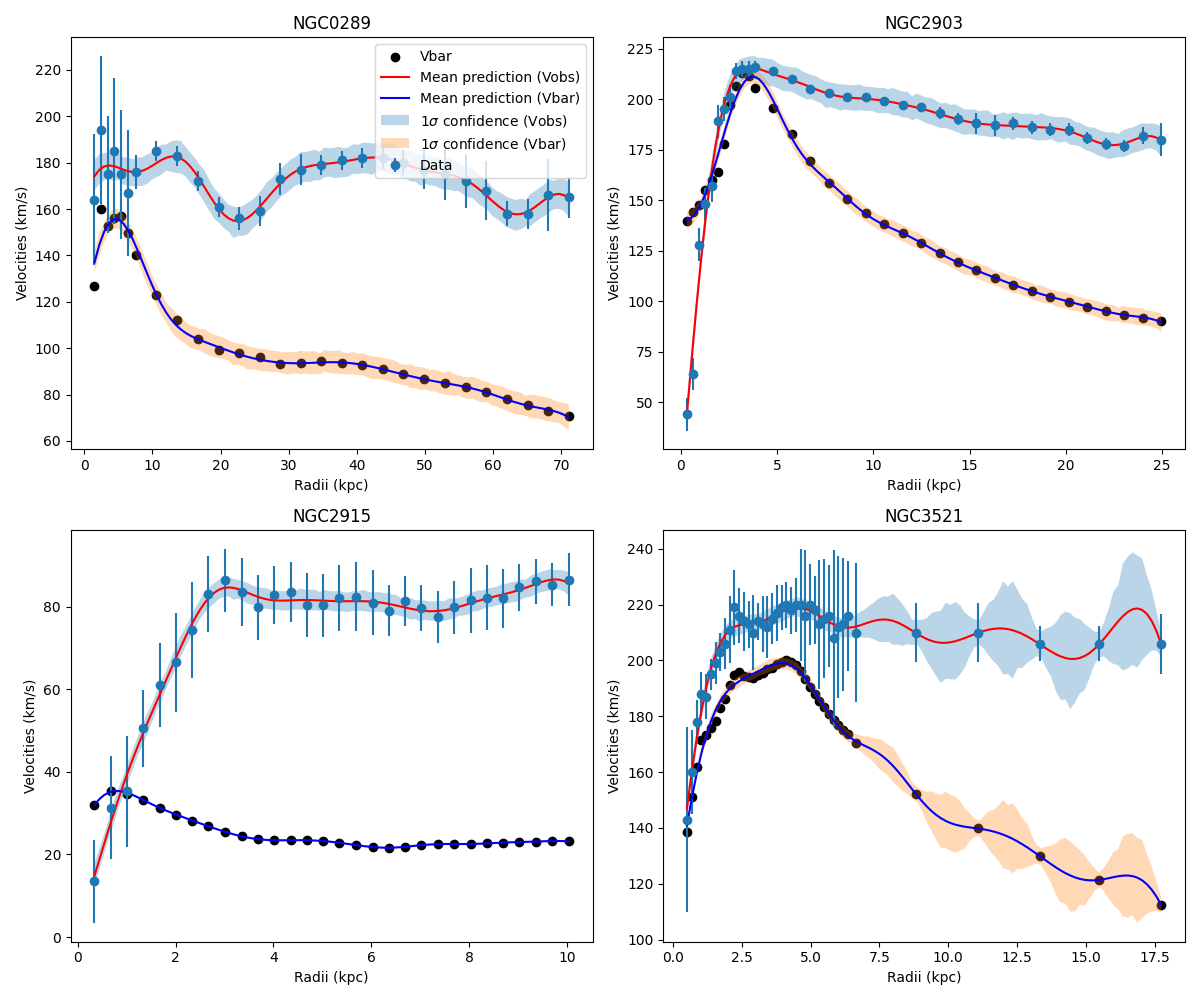 NGC0289
Velocities (km/s)
220
200
180
160
140
120
100
80
60
Vbar
Mean prediction (Vobs)
Mean prediction (Vbar)
1σ confidence (Vobs)
1σ confidence (Vbar)
Data
0 10 20 30 40 50 60 70
Radii (kpc)
NGC2903
Velocities (km/s)
225
200
175
150
125
100
75
50
0 5 10 15 20 25
Radii (kpc)
NGC2915
Velocities (km/s)
80
60
40
20
0
0 2 4 6 8 10
Radii (kpc)
NGC3521
Velocities (km/s)
240
220
200
180
160
140
120
100
0.0 2.5 5.0 7.5 10.0 12.5 15.0 17.5
Radii (kpc)